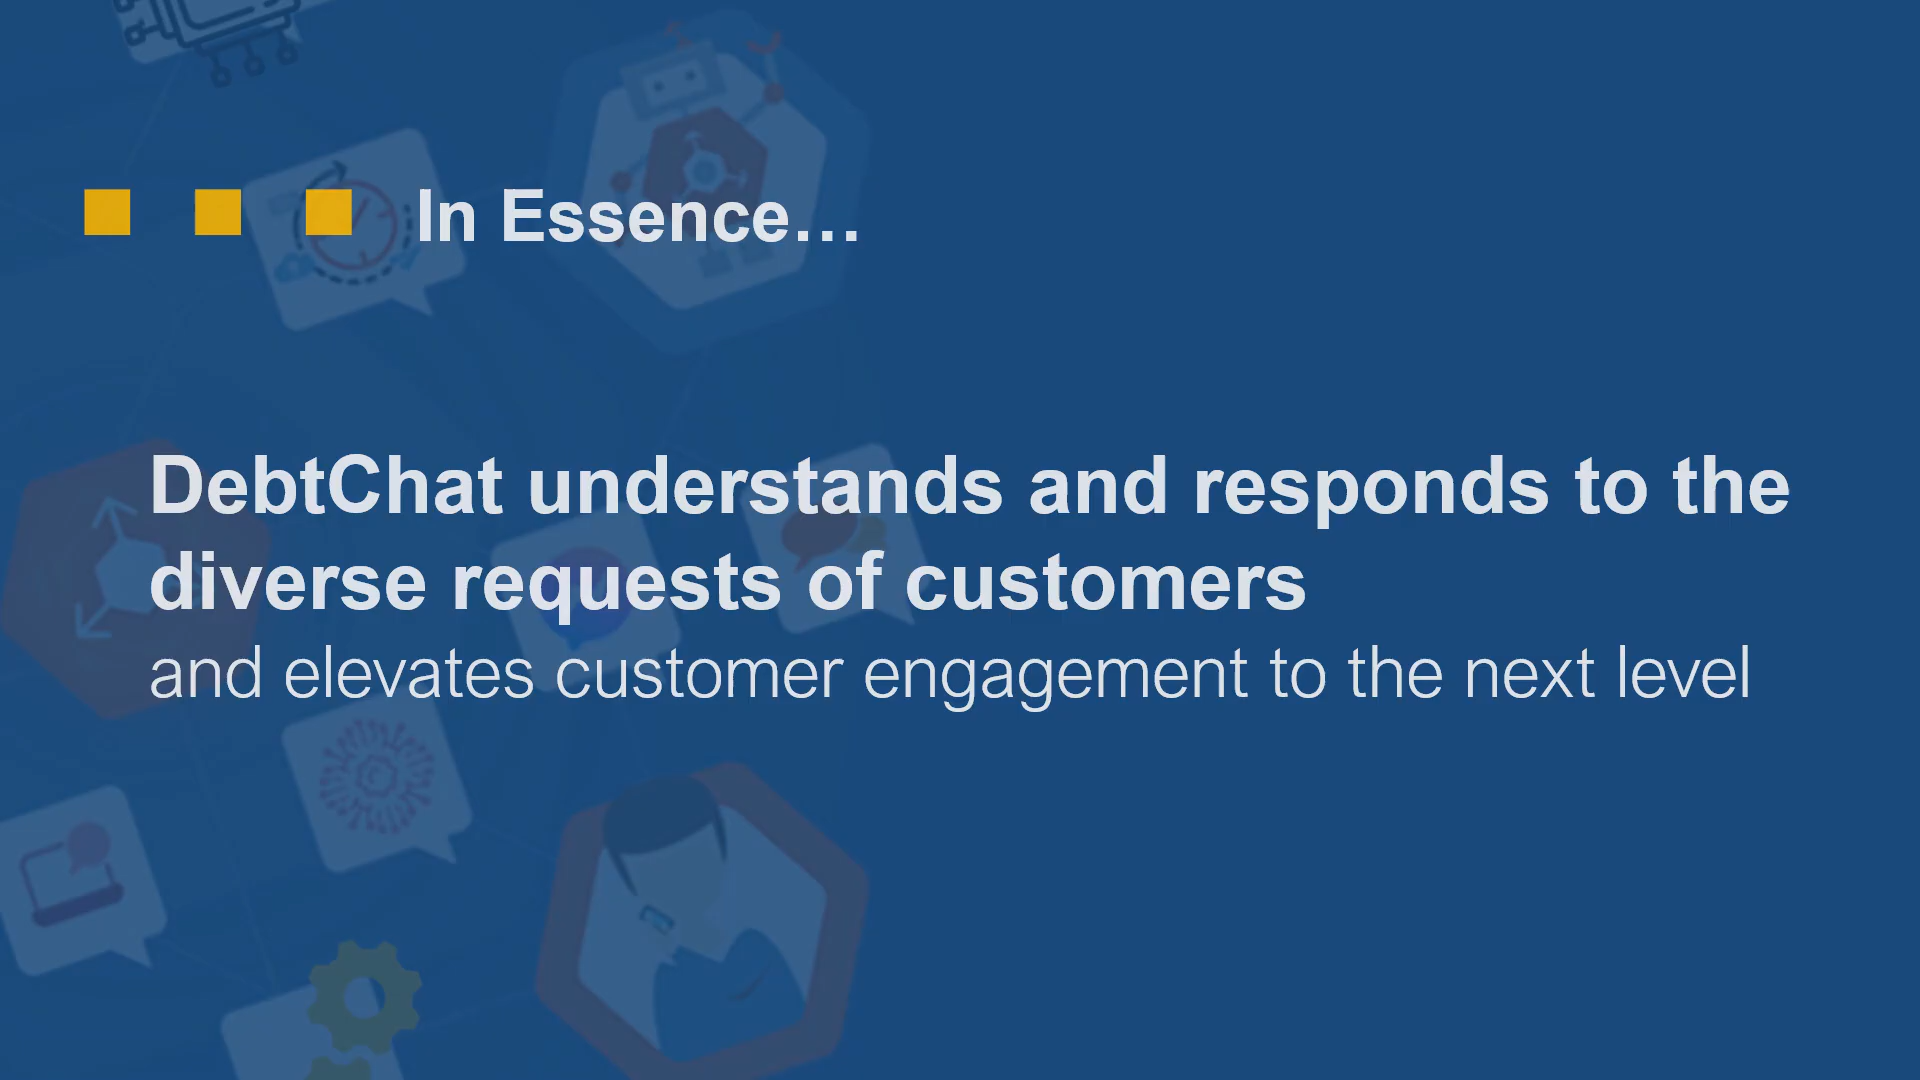 In Essence...
DebtChat understands and responds to the
diverse requests of customers
and elevates customer engagement to the next level